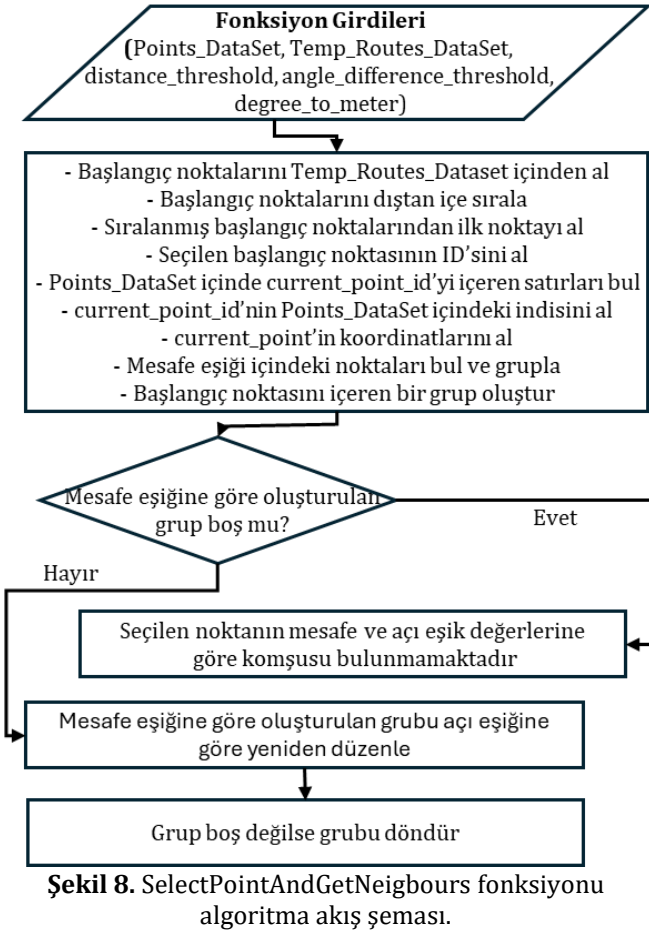 Fonksiyon Girdileri
(Points_DataSet, Temp_Routes_DataSet,
distance_threshold, angle_difference_threshold,
degree_to_meter)
- Başlangıç noktalarını Temp_Routes_Dataset içinden al
- Başlangıç noktalarını dıştan içe sırala
- Sıralanmış başlangıç noktalarından ilk noktayı al
- Seçilen başlangıç noktasının ID’sini al
- Points_DataSet içinde current_point_id’yi içeren satırları bul
- current_point_id’nin Points_DataSet içindeki indisini al
- current_point’in koordinatlarını al
- Mesafe eşiği içindeki noktaları bul ve grupla
- Başlangıç noktasını içeren bir grup oluştur
Mesafe eşiğine göre oluşturulan
grup boş mu?
Evet
Hayır
Seçilen noktanın mesafe ve açı eşik değerlerine
göre komşusu bulunmamaktadır
Mesafe eşiğine göre oluşturulan grubu açı eşiğine
göre yeniden düzenle
Grup boş değilse grubu döndür
Şekil 8. SelectPointAndGetNeigbours fonksiyonu
algoritma akış şeması.